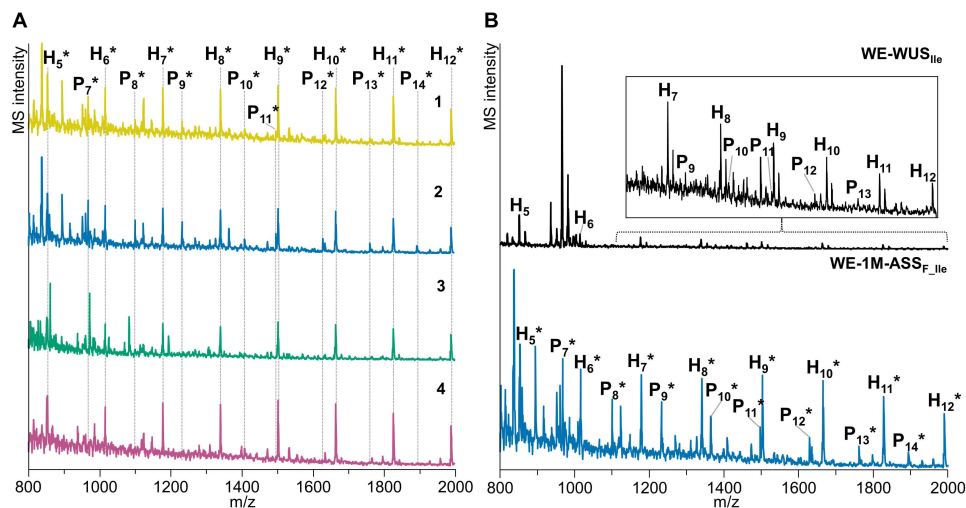 A
MS intensity
H5* H6* H7* H8* H9* H10* H11* H12*
P7* P8* P9* P10* P11* P12* P13* P14*
1
2
3
4
800 1000 1200 1400 1600 1800 2000
m/z
B
MS intensity
WE-WUSIle
H7 H8 H9 H10 H11 H12
P9 P10 P11 P12 P13
H5 H6
WE-1M-ASSF_Ile
H5* P7* H6* H7* H8* H9* H10* H11* H12*
P8* P9* P10* P11* P12* P13* P14*
800 1000 1200 1400 1600 1800 2000
m/z